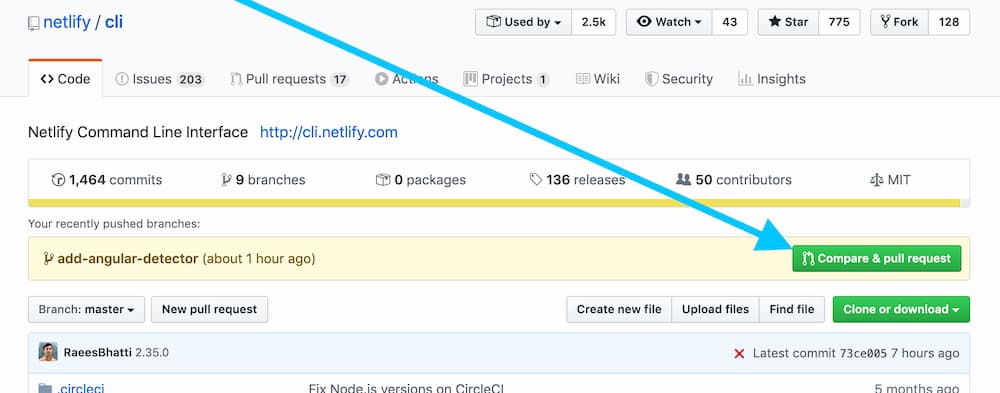 netlify / cli
Used by 2.5k Watch 43 Star 775 Fork 128
Code Issues 203 Pull requests 17 Actions Projects 1 Wiki Security Insights
Netlify Command Line Interface http://cli.netlify.com
1,464 commits 9 branches 0 packages 136 releases 50 contributors MIT
Your recently pushed branches:
add-angular-detector (about 1 hour ago) Compare & pull request
Branch: master New pull request Create new file Upload files Find file Clone or download
RaeesBhatti 2.35.0 Latest commit 73ce005 7 hours ago
.circleci Fix Node.js versions on CircleCI 5 months ago